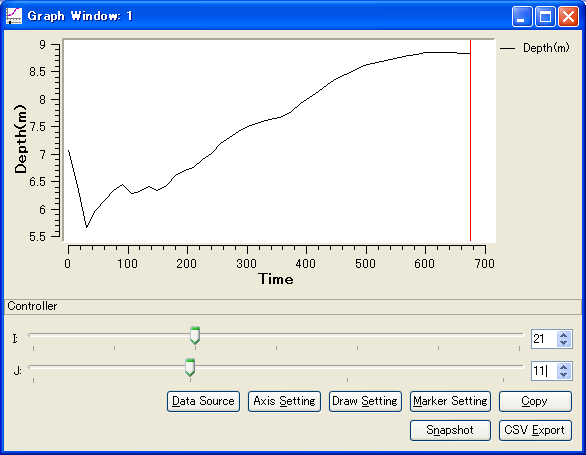 Graph Window: 1
9
8.5
8
7.5
7
6.5
6
5.5
Depth(m)
0 100 200 300 400 500 600 700
Time
Depth(m)
Controller
I: 21
J: 11
Data Source Axis Setting Draw Setting Marker Setting Copy
Snapshot CSV Export